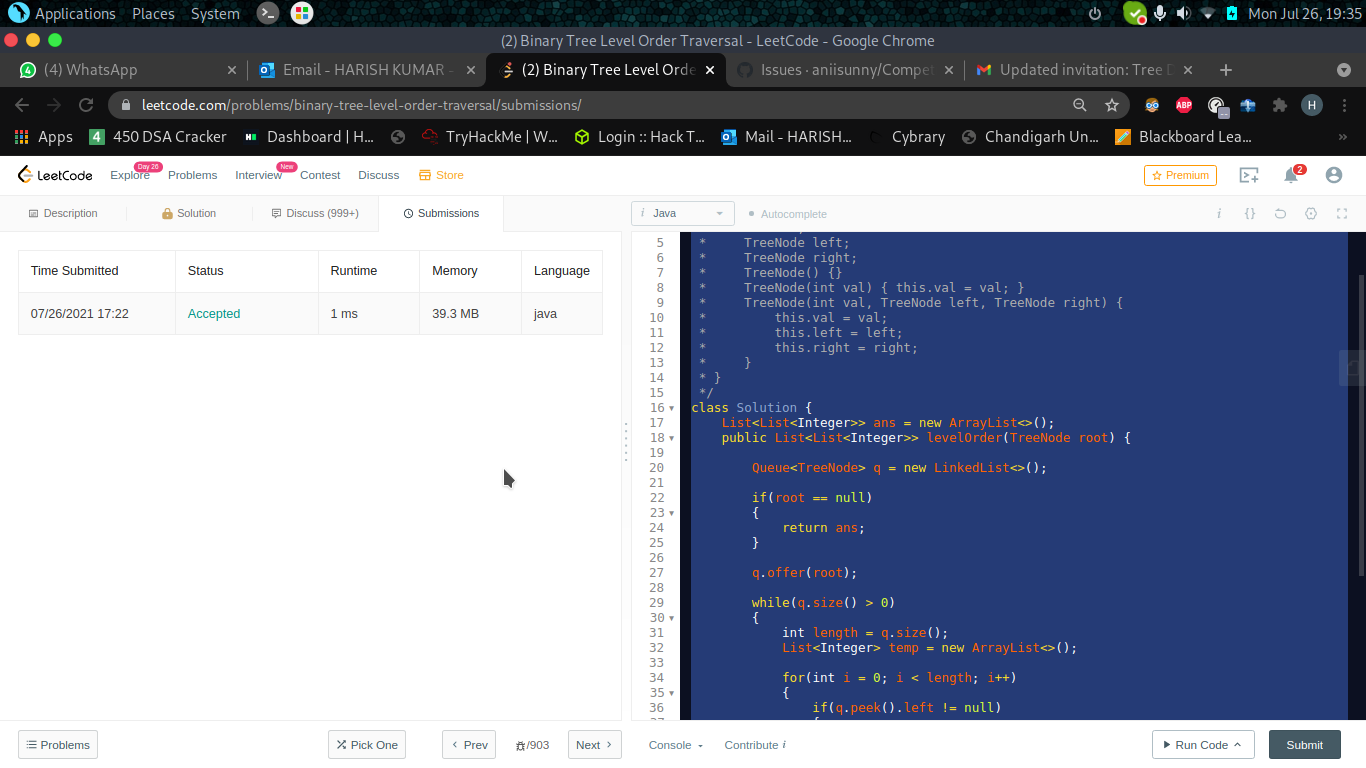 Applications Places System
Mon Jul 26, 19:35
(2) Binary Tree Level Order Traversal - LeetCode - Google Chrome
(4) WhatsApp
Email - HARISH KUMAR -
(2) Binary Tree Level Orde
Issues · aniisunny/Compet
Updated invitation: Tree D
leetcode.com/problems/binary-tree-level-order-traversal/submissions/
ABP
H
Apps
4 450 DSA Cracker
Dashboard | H...
TryHackMe | W...
Login :: Hack T...
Mail - HARISH...
Cybrary
Chandigarh Un...
Blackboard Lea...
»
LeetCode
Explore Day 26
Problems
Interview New
Contest
Discuss
Store
Premium
2
Description
Solution
Discuss (999+)
Submissions
i Java
Autocomplete
i {}
Time Submitted Status Runtime Memory Language
07/26/2021 17:22 Accepted 1 ms 39.3 MB java
5 * TreeNode left;
6 * TreeNode right;
7 * TreeNode() {}
8 * TreeNode(int val) { this.val = val; }
9 * TreeNode(int val, TreeNode left, TreeNode right) {
10 * this.val = val;
11 * this.left = left;
12 * this.right = right;
13 * }
14 * }
15 */
16 class Solution {
17 List<List<Integer>> ans = new ArrayList<>();
18 public List<List<Integer>> levelOrder(TreeNode root) {
19
20 Queue<TreeNode> q = new LinkedList<>();
21
22 if(root == null)
23 {
24 return ans;
25 }
26
27 q.offer(root);
28
29 while(q.size() > 0)
30 {
31 int length = q.size();
32 List<Integer> temp = new ArrayList<>();
33
34 for(int i = 0; i < length; i++)
35 {
36 if(q.peek().left != null)
Problems
Pick One
Prev
/903
Next
Console
Contribute i
Run Code
Submit